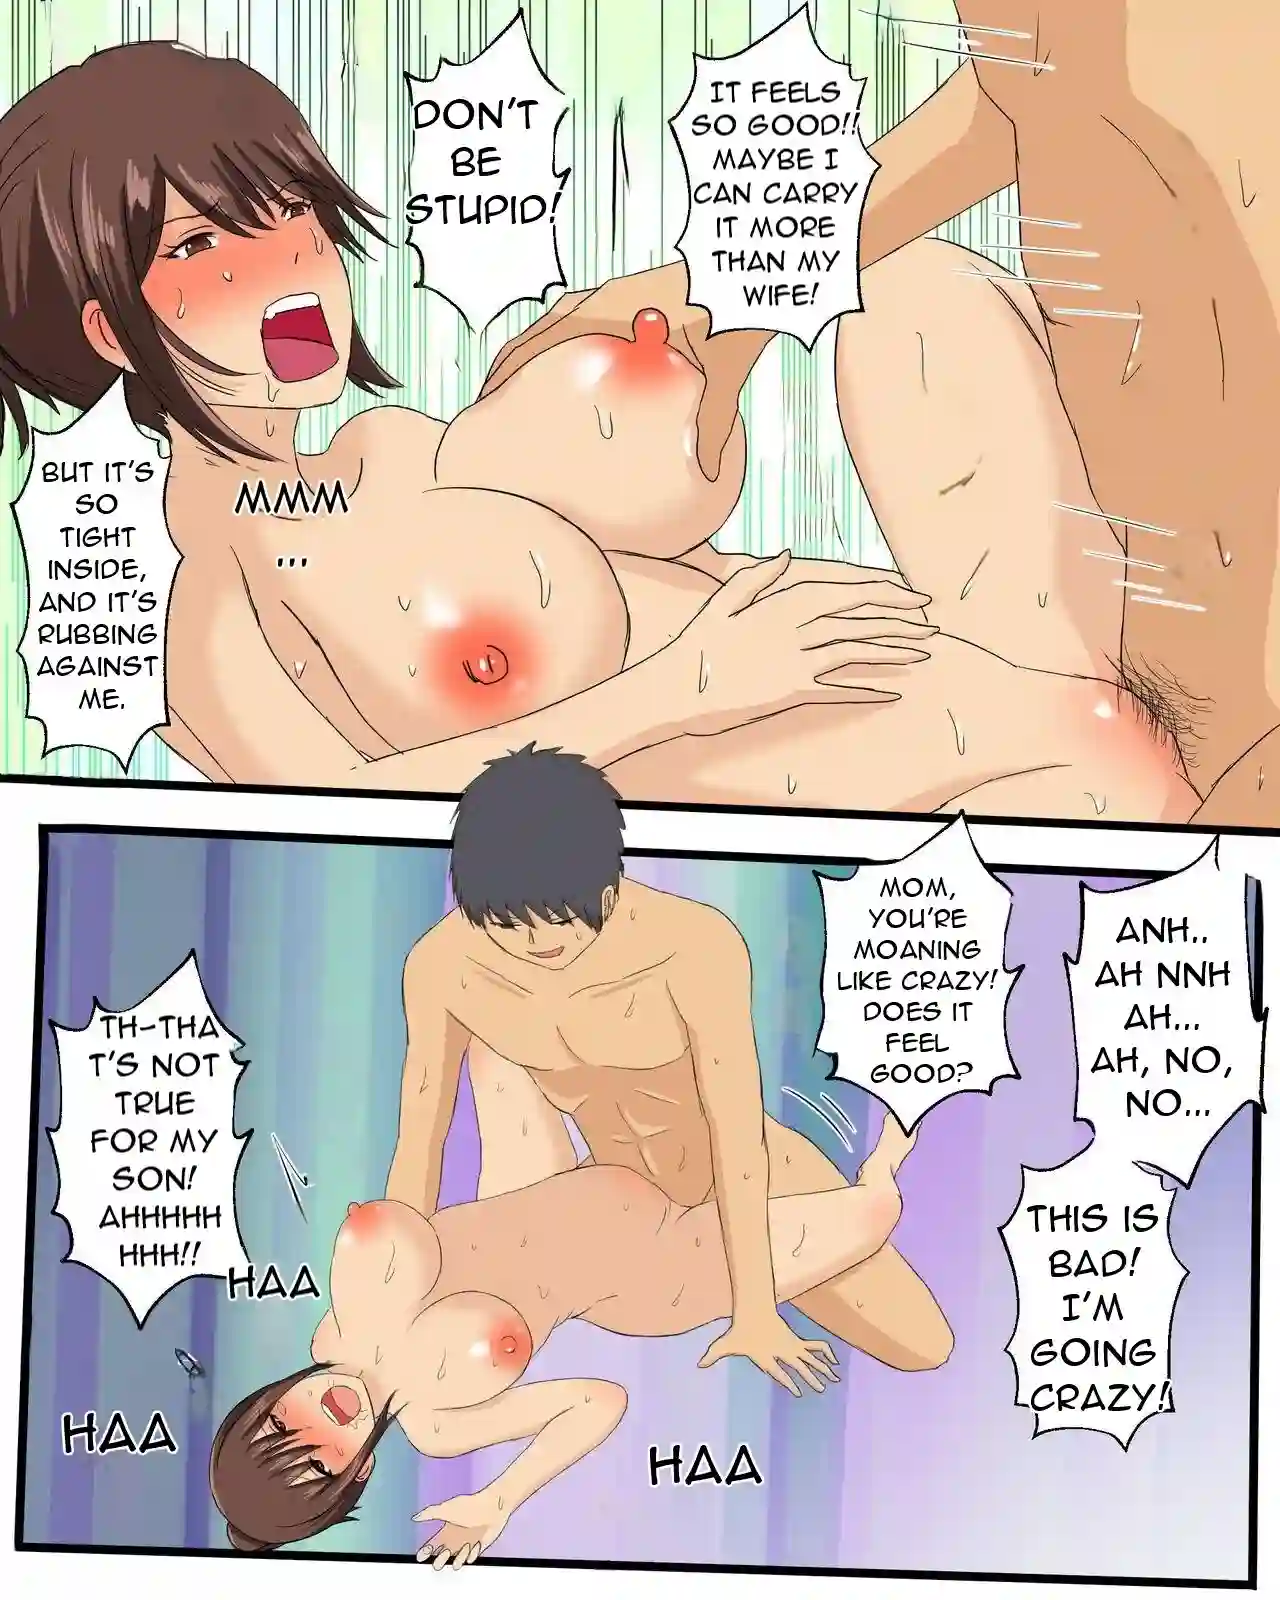 DON'T
BE
STUPID!
IT FEELS
SO GOOD!!
MAYBE I
CAN CARRY
IT MORE
THAN MY
WIFE!
BUT IT'S
SO
TIGHT
INSIDE,
AND IT'S
RUBBING
AGAINST
ME.
MMM
...
MOM,
YOU'RE
MOANING
LIKE CRAZY!
DOES IT
FEEL
GOOD?
ANH..
AH NNH
AH...
AH, NO,
NO...
TH-THA
T'S NOT
TRUE
FOR MY
SON!
AHHHHH
HHH!!
THIS IS
BAD!
I'M
GOING
CRAZY!
HAA
HAA
HAA